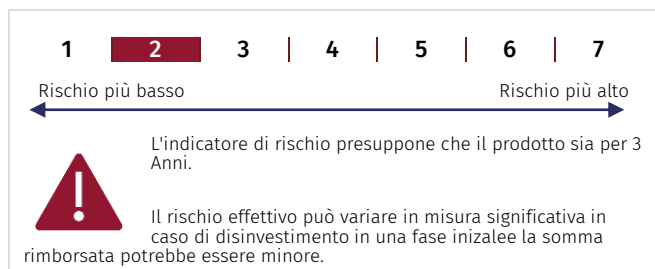 1 2 3 4 5 6 7
Rischio più basso Rischio più alto
L'indicatore di rischio presuppone che il prodotto sia per 3
Anni.
Il rischio effettivo può variare in misura significativa in
caso di disinvestimento in una fase inizalee la somma
rimborsata potrebbe essere minore.